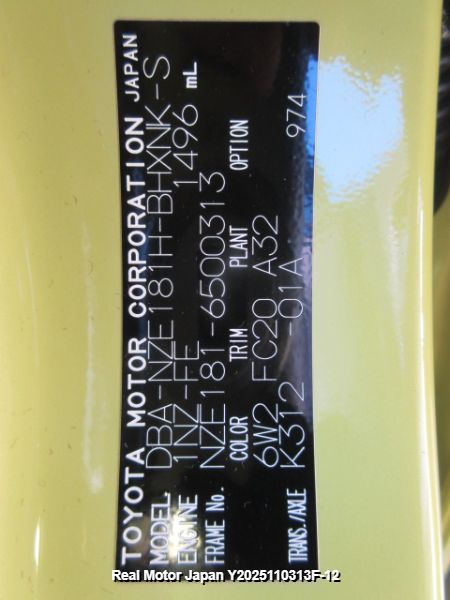 TOYOTA MOTOR CORPORATION JAPAN
MODEL DBA-NZE181H-BHXNK-S
ENGINE 1NZ-FE 1496 mL
FRAME No. NZE181-6500313
COLOR TRIM PLANT OPTION
6W2 FC20 A32
TRANS./AXLE K312 -01A 974
Real Motor Japan Y2025110313F-12